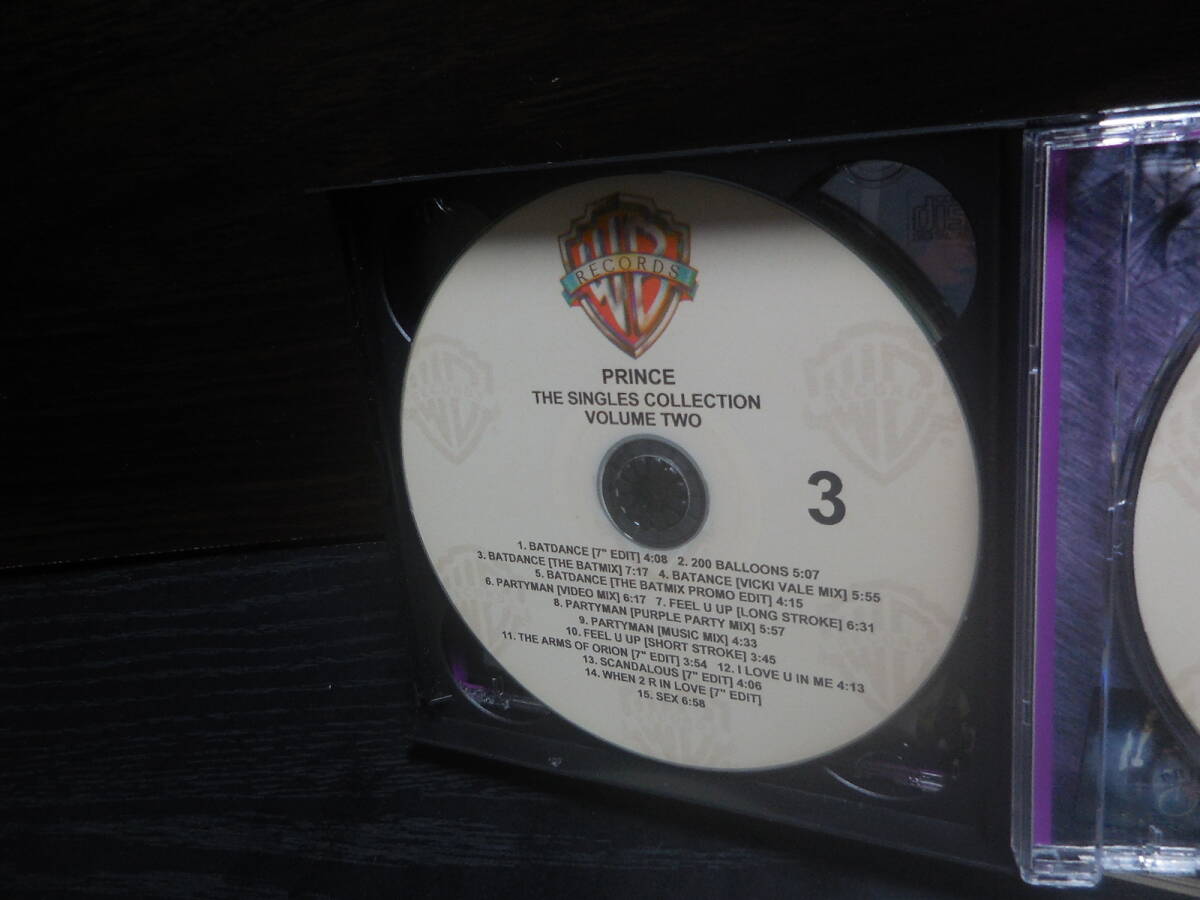 RECORDS
PRINCE
THE SINGLES COLLECTION
VOLUME TWO
3
1. BATDANCE [7" EDIT] 4:08 2. 200 BALLOONS 5:07
3. BATDANCE [THE BATMIX] 7:17 4. BATANCE [VICKI VALE MIX] 5:55
5. BATDANCE [THE BATMIX PROMO EDIT] 4:15
6. PARTYMAN [VIDEO MIX] 6:17 7. FEEL U UP [LONG STROKE] 6:31
8. PARTYMAN [PURPLE PARTY MIX] 5:57
9. PARTYMAN [MUSIC MIX] 4:33
10. FEEL U UP [SHORT STROKE] 3:45
11. THE ARMS OF ORION [7" EDIT] 3:54 12. I LOVE U IN ME 4:13
13. SCANDALOUS [7" EDIT] 4:06
14. WHEN 2 R IN LOVE [7" EDIT]
15. SEX 6:58